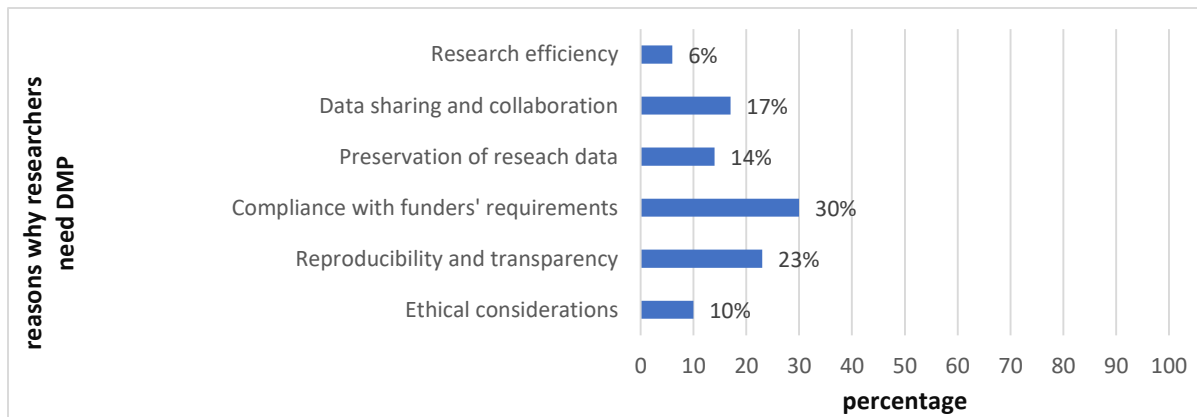 reasons why researchers
need DMP
Research efficiency 6%
Data sharing and collaboration 17%
Preservation of reseach data 14%
Compliance with funders' requirements 30%
Reproducibility and transparency 23%
Ethical considerations 10%
0 10 20 30 40 50 60 70 80 90 100
percentage